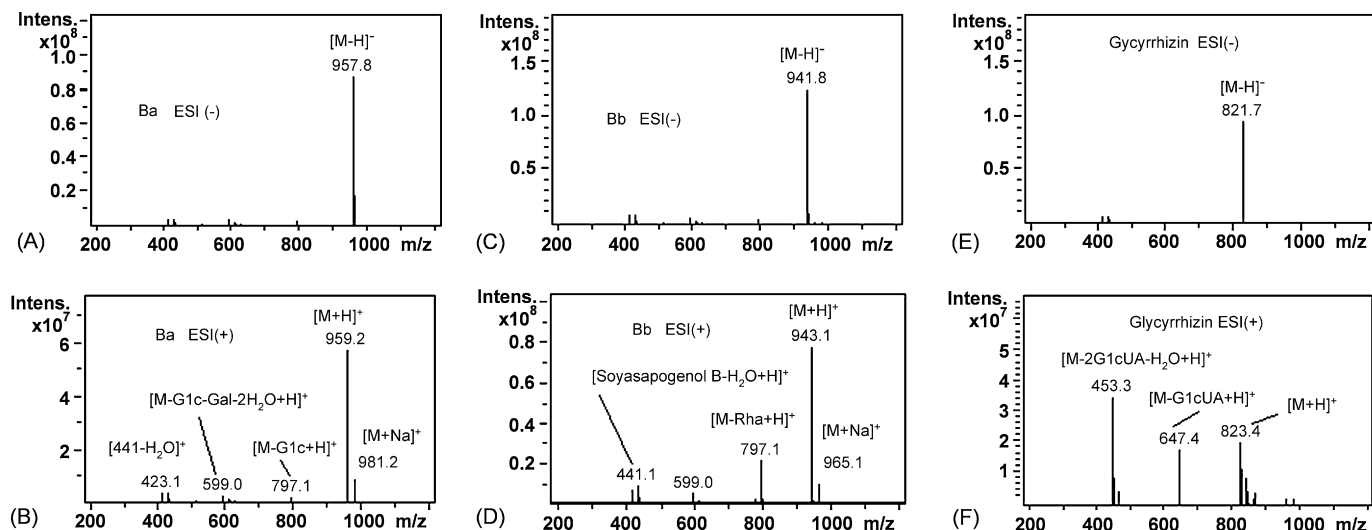 Intens.
x10⁸
1.0
0.8
0.6
0.4
0.2
[M-H]⁻
957.8
Ba ESI (-)
200 400 600 800 1000 m/z
(A)
Intens.
x10⁸
1.5
1.0
0.5
[M-H]⁻
941.8
Bb ESI(-)
200 400 600 800 1000 m/z
(C)
Intens.
x10⁸
1.5
1.0
0.5
Gycyrrhizin ESI(-)
[M-H]⁻
821.7
200 400 600 800 1000 m/z
(E)
Intens.
x10⁷
6
4
2
[M+H]⁺
959.2
Ba ESI(+)
[M-G1c-Gal-2H₂O+H]⁺
[441-H₂O]⁺
[M-G1c+H]⁺
[M+Na]⁺
981.2
423.1
599.0
797.1
200 400 600 800 1000 m/z
(B)
Intens.
x10⁸
0.8
0.6
0.4
0.2
[M+H]⁺
943.1
Bb ESI(+)
[Soyasapogenol B-H₂O+H]⁺
[M-Rha+H]⁺
797.1
[M+Na]⁺
965.1
441.1
599.0
200 400 600 800 1000 m/z
(D)
Intens.
x10⁷
5
4
3
2
1
Glycyrrhizin ESI(+)
[M-2G1cUA-H₂O+H]⁺
453.3
[M-G1cUA+H]⁺
647.4
[M+H]⁺
823.4
200 400 600 800 1000 m/z
(F)